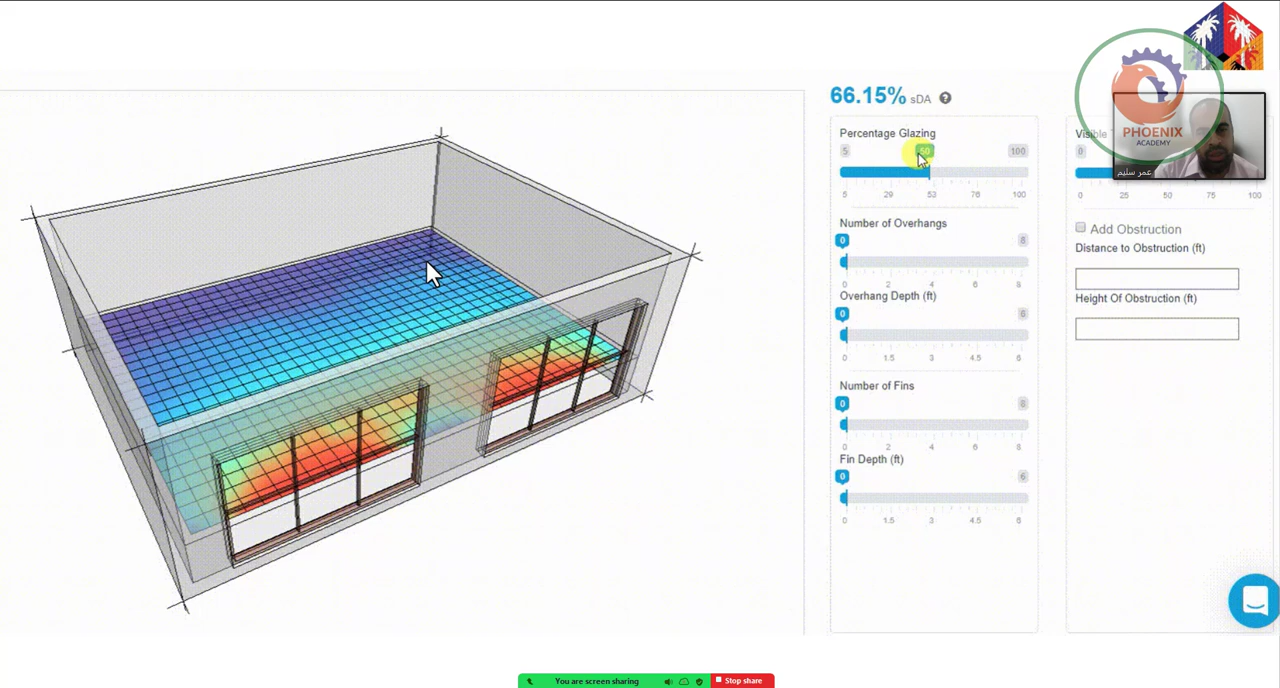 66.15% sDA ?
Percentage Glazing
5 50 100
5 29 53 76 100
Number of Overhangs
0 8
0 2 4 6 8
Overhang Depth (ft)
0 6
0 1.5 3 4.5 6
Number of Fins
0 8
0 2 4 6 8
Fin Depth (ft)
0 6
0 1.5 3 4.5 6
Visible
0
0 25 50 75 100
Add Obstruction
Distance to Obstruction (ft)
Height Of Obstruction (ft)
PHOENIX
ACADEMY
عمر سليم
You are screen sharing
Stop share